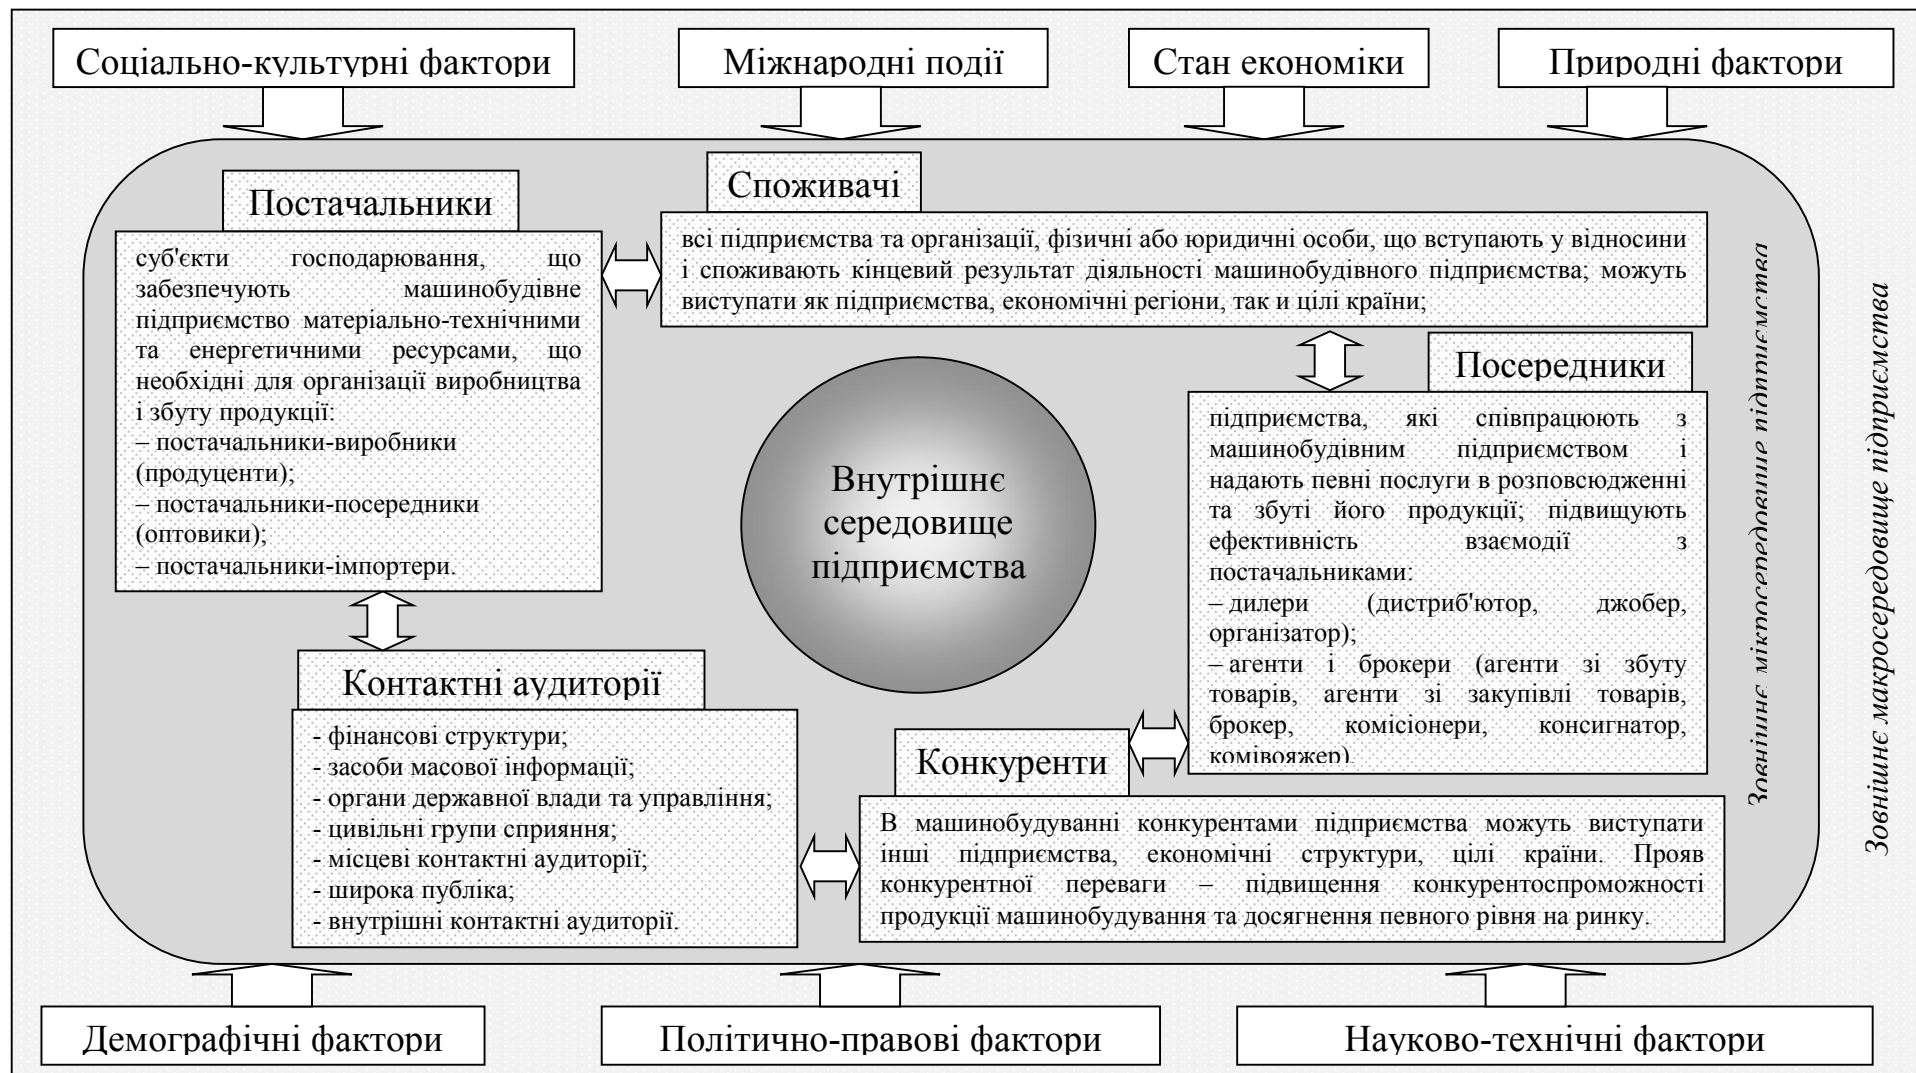 Соціально-культурні фактори
Міжнародні події
Стан економіки
Природні фактори
Постачальники
суб'єкти господарювання, що
забезпечують машинобудівне
підприємство матеріально-технічними
та енергетичними ресурсами, що
необхідні для організації виробництва
і збуту продукції:
– постачальники-виробники
(продуценти);
– постачальники-посередники
(оптовики);
– постачальники-імпортери.
Споживачі
всі підприємства та організації, фізичні або юридичні особи, що вступають у відносини
і споживають кінцевий результат діяльності машинобудівного підприємства; можуть
виступати як підприємства, економічні регіони, так и цілі країни;
Посередники
підприємства, які співпрацюють з
машинобудівним підприємством і
надають певні послуги в розповсюдженні
та збуті його продукції; підвищують
ефективність взаємодії з
постачальниками:
– дилери (дистриб'ютор, джобер,
організатор);
– агенти і брокери (агенти зі збуту
товарів, агенти зі закупівлі товарів,
брокер, комісіонери, консигнатор,
комівояжер)
Внутрішнє
середовище
підприємства
Контактні аудиторії
- фінансові структури;
- засоби масової інформації;
- органи державної влади та управління;
- цивільні групи сприяння;
- місцеві контактні аудиторії;
- широка публіка;
- внутрішні контактні аудиторії.
Конкуренти
В машинобудуванні конкурентами підприємства можуть виступати
інші підприємства, економічні структури, цілі країни. Прояв
конкурентної переваги – підвищення конкурентоспроможності
продукції машинобудування та досягнення певного рівня на ринку.
Зовнішнє мікросередовище підприємства
Зовнішнє макросередовище підприємства
Демографічні фактори
Політично-правові фактори
Науково-технічні фактори